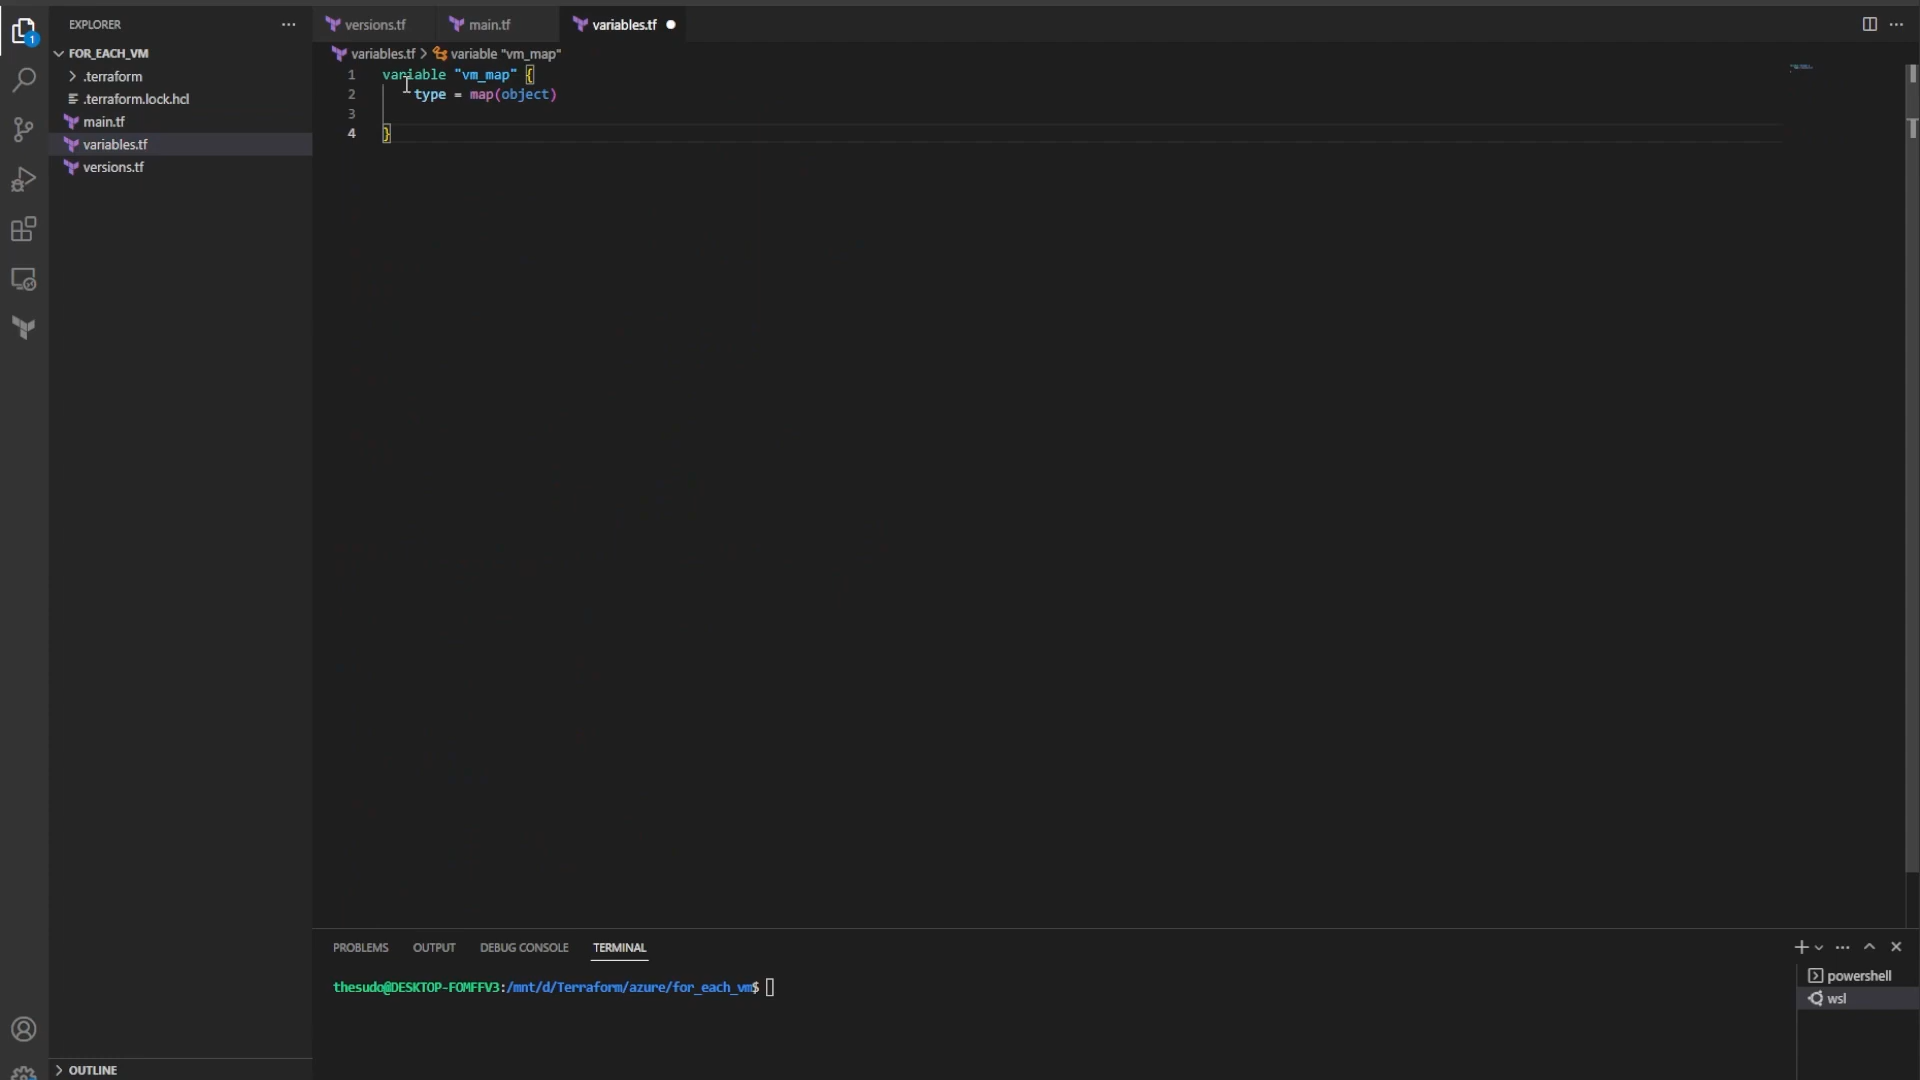 EXPLORER
FOR_EACH_VM
.terraform
.terraform.lock.hcl
main.tf
variables.tf
versions.tf
versions.tf
main.tf
variables.tf
variables.tf > variable "vm_map"
1 variable "vm_map" {
2 type = map(object)
3
4 }
PROBLEMS OUTPUT DEBUG CONSOLE TERMINAL
thesudo@DESKTOP-FOMFFV3:/mnt/d/Terraform/azure/for_each_vm$
powershell
wsl
1
OUTLINE